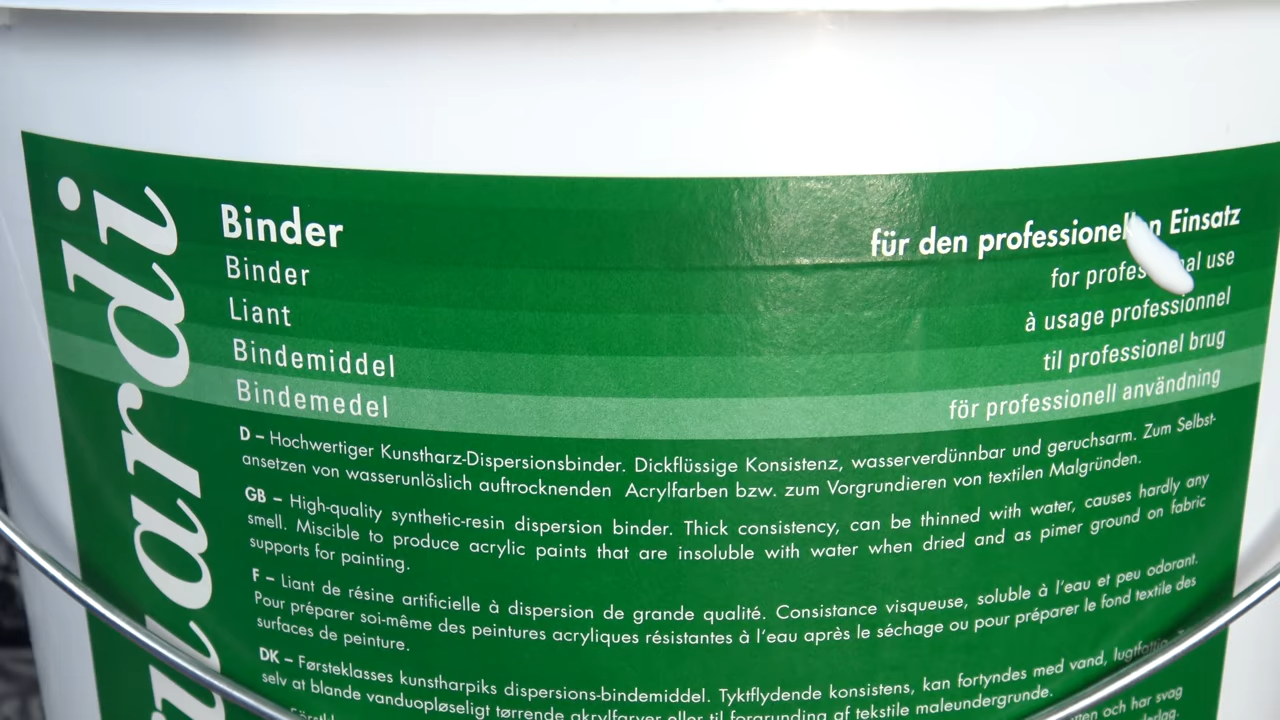 Binder
für den professionellen Einsatz
Binder
for professional use
Liant
à usage professionnel
Bindemiddel
til professionel brug
Bindemedel
för professionell användning
D – Hochwertiger Kunstharz-Dispersionsbinder. Dickflüssige Konsistenz, wasserverdünnbar und geruchsarm. Zum Selbst-
ansetzen von wasserunlöslich auftrocknenden Acrylfarben bzw. zum Vorgrundieren von textilen Malgründen.
GB – High-quality synthetic-resin dispersion binder. Thick consistency, can be thinned with water, causes hardly any
smell. Miscible to produce acrylic paints that are insoluble with water when dried and as pimer ground on fabric
supports for painting.
F – Liant de résine artificielle à dispersion de grande qualité. Consistance visqueuse, soluble à l'eau et peu odorant.
Pour préparer soi-même des peintures acryliques résistantes à l'eau après le séchage ou pour préparer le fond textile des
surfaces de peinture.
DK – Førsteklasses kunstharpiks dispersions-bindemiddel. Tyktflydende konsistens, kan fortyndes med vand,
selv at blande vanduopløseligt tørrende akrylfarver eller til forgrunding af tekstile maleundergrunde.
och har svag
uardi